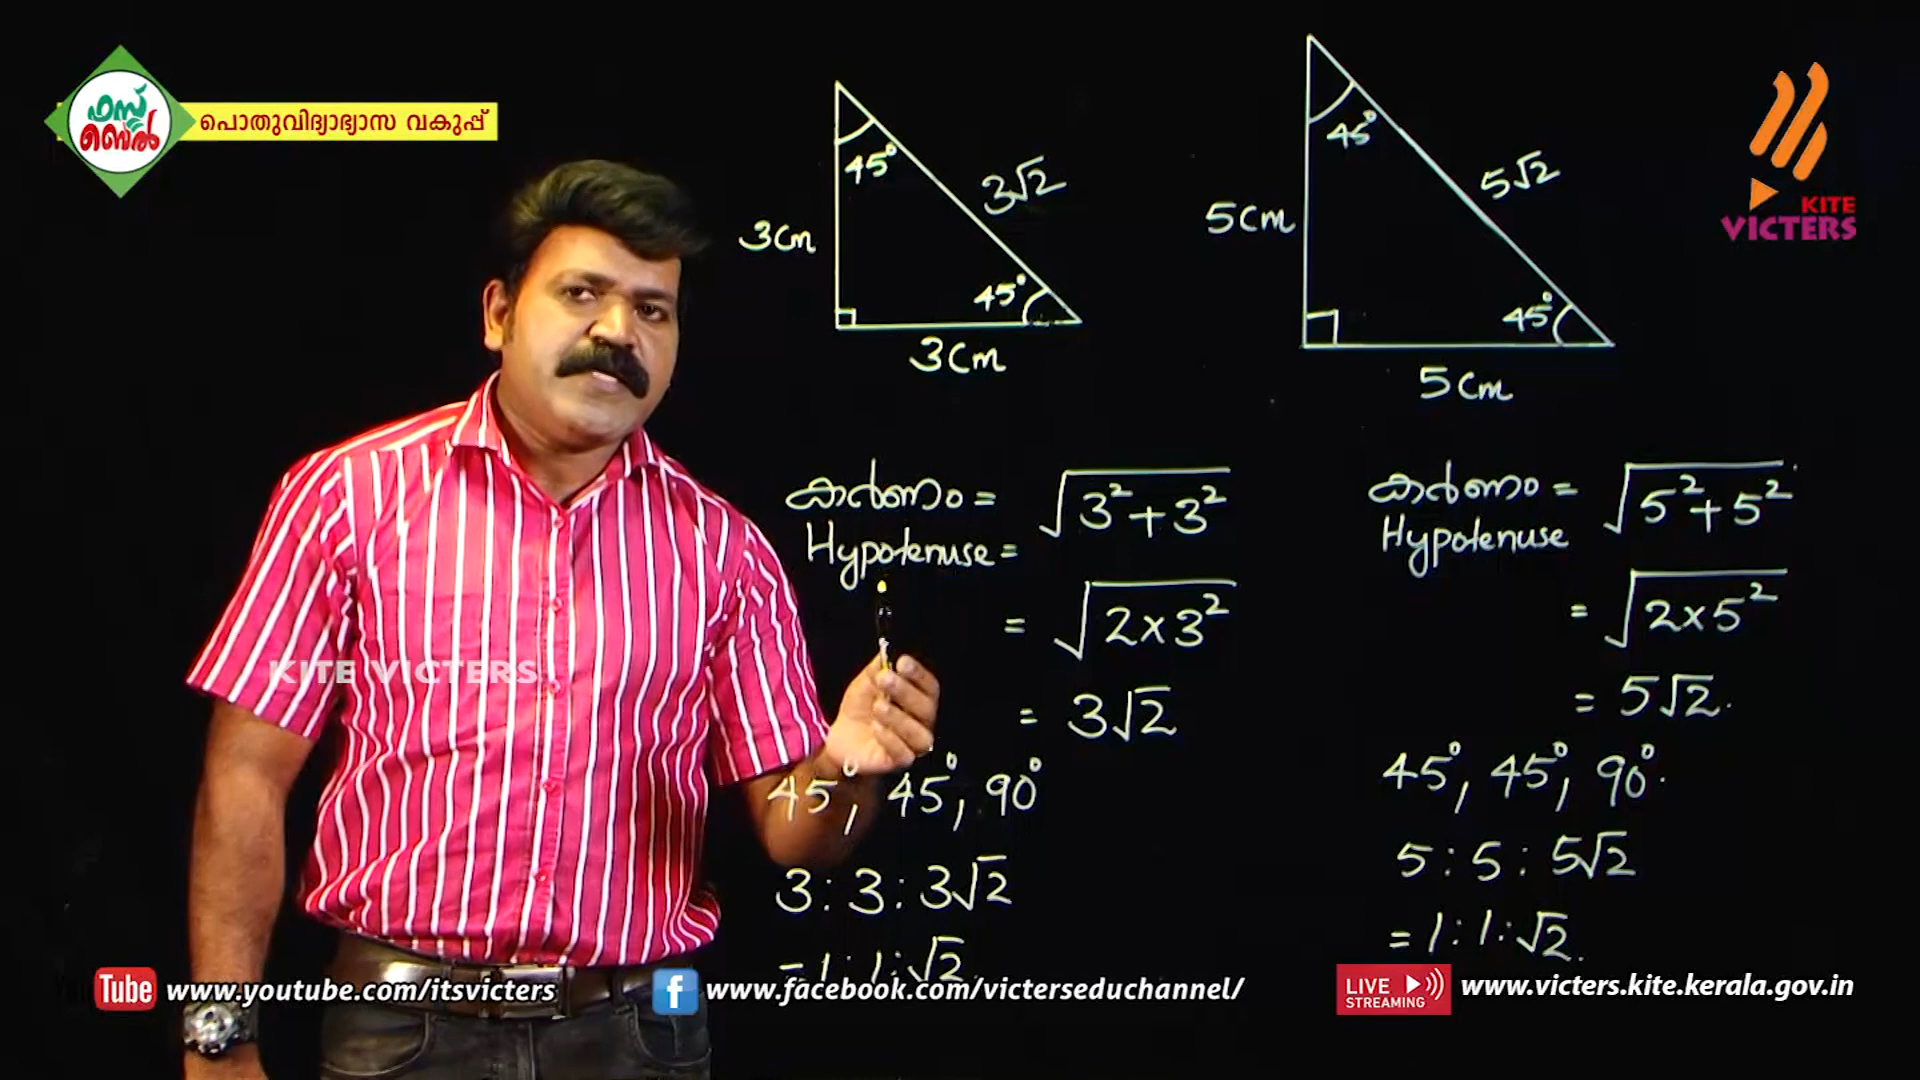 ഫസ്റ്റ്
ബെൽ
പൊതുവിദ്യാഭ്യാസ വകുപ്പ്
KITE
VICTERS
45°
3√2
3cm
45°
3cm
45°
5√2
5cm
45°
5cm
കർണം = √3²+3²
Hypotenuse =
= √2×3²
= 3√2
45°, 45°, 90°
3 : 3 : 3√2
= 1 : 1 : √2
കർണം = √5²+5²
Hypotenuse
= √2×5²
= 5√2.
45°, 45°, 90°.
5 : 5 : 5√2
= 1 : 1 : √2.
KITE VICTERS
You Tube www.youtube.com/itsvicters
f www.facebook.com/victerseduchannel/
LIVE
STREAMING
www.victers.kite.kerala.gov.in